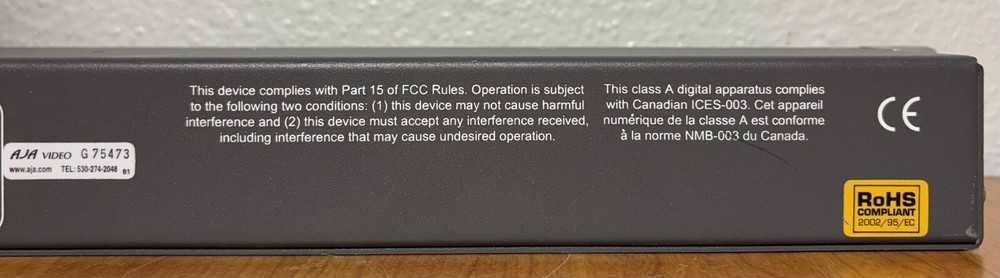 This device complies with Part 15 of FCC Rules. Operation is subject
to the following two conditions: (1) this device may not cause harmful
interference and (2) this device must accept any interference received,
including interference that may cause undesired operation.
This class A digital apparatus complies
with Canadian ICES-003. Cet appareil
numérique de la classe A est conforme
à la norme NMB-003 du Canada.
CE
AJA VIDEO G 75473
www.aja.com TEL: 530-274-2048 B1
RoHS
COMPLIANT
2002/95/EC